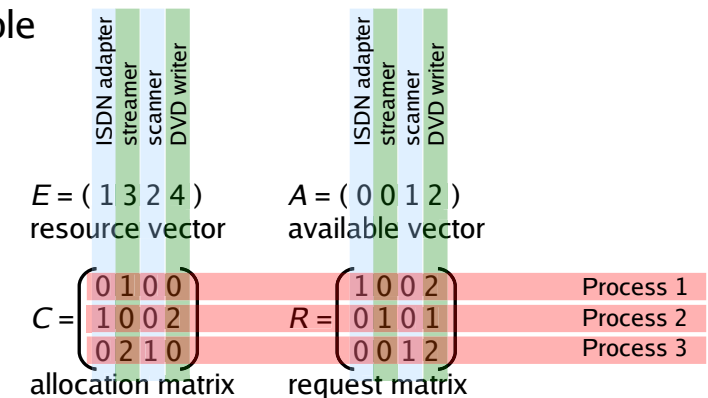 ISDN adapter streamer scanner DVD writer ISDN adapter streamer scanner DVD writer
E = ( 1 3 2 4 ) A = ( 0 0 1 2 )
resource vector available vector
0 1 0 0 1 0 0 2 Process 1
C = 1 0 0 2 R = 0 1 0 1 Process 2
0 2 1 0 0 0 1 2 Process 3
allocation matrix request matrix